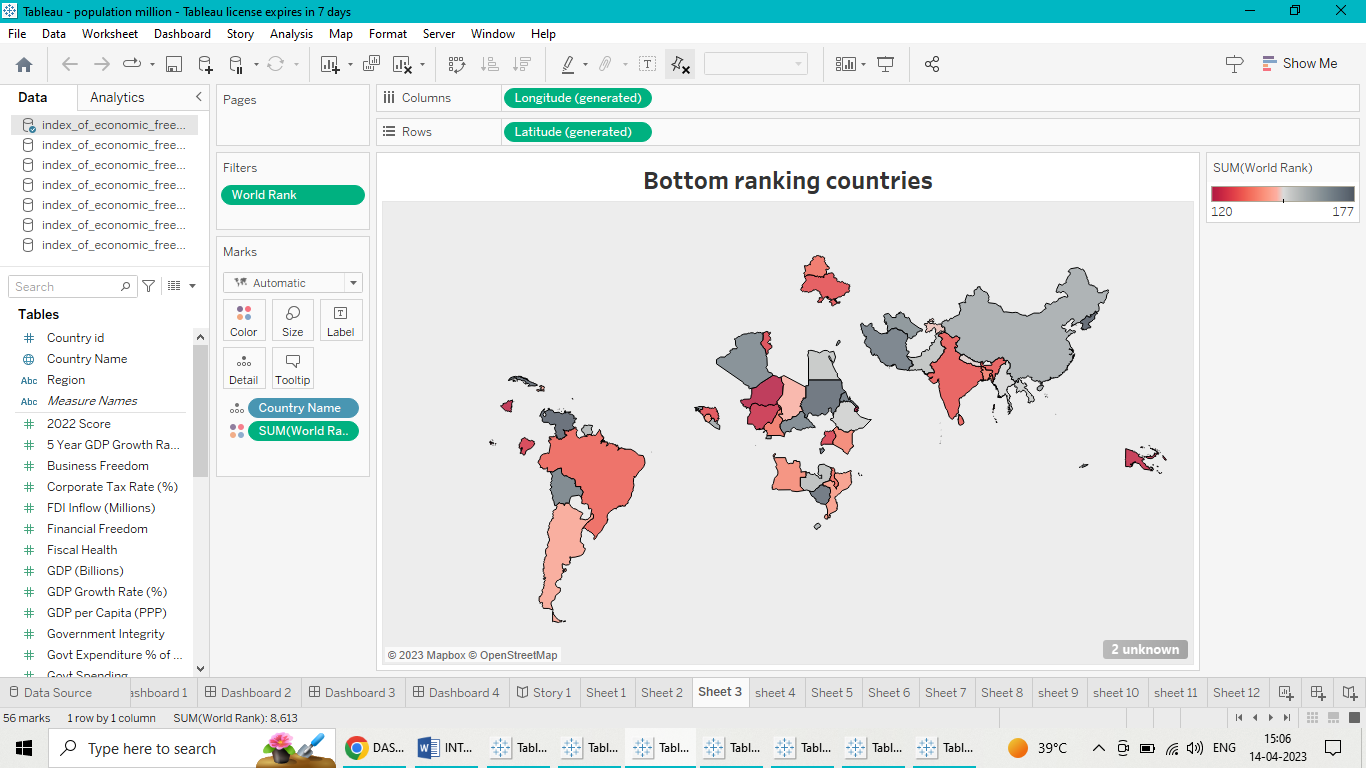 Tableau - population million - Tableau license expires in 7 days
File Data Worksheet Dashboard Story Analysis Map Format Server Window Help
Show Me
Data Analytics
index_of_economic_free...
index_of_economic_free...
index_of_economic_free...
index_of_economic_free...
index_of_economic_free...
index_of_economic_free...
index_of_economic_free...
Search
Tables
Country id
Country Name
Abc Region
Abc Measure Names
2022 Score
5 Year GDP Growth Ra...
Business Freedom
Corporate Tax Rate (%)
FDI Inflow (Millions)
Financial Freedom
Fiscal Health
GDP (Billions)
GDP Growth Rate (%)
GDP per Capita (PPP)
Government Integrity
Govt Expenditure % of ...
Govt Spending
Pages
Filters
World Rank
Marks
Automatic
Color Size Label
Detail Tooltip
Country Name
SUM(World Ra..
Columns Longitude (generated)
Rows Latitude (generated)
Bottom ranking countries
© 2023 Mapbox © OpenStreetMap
2 unknown
SUM(World Rank)
120 177
Data Source ashboard 1 Dashboard 2 Dashboard 3 Dashboard 4 Story 1 Sheet 1 Sheet 2 Sheet 3 sheet 4 Sheet 5 Sheet 6 Sheet 7 Sheet 8 sheet 9 sheet 10 sheet 11 Sheet 12
56 marks 1 row by 1 column SUM(World Rank): 8,613
Type here to search DAS... INT... Tabl... Tabl... Tabl... Tabl... Tabl... Tabl... Tabl... 39°C ENG 15:06
14-04-2023